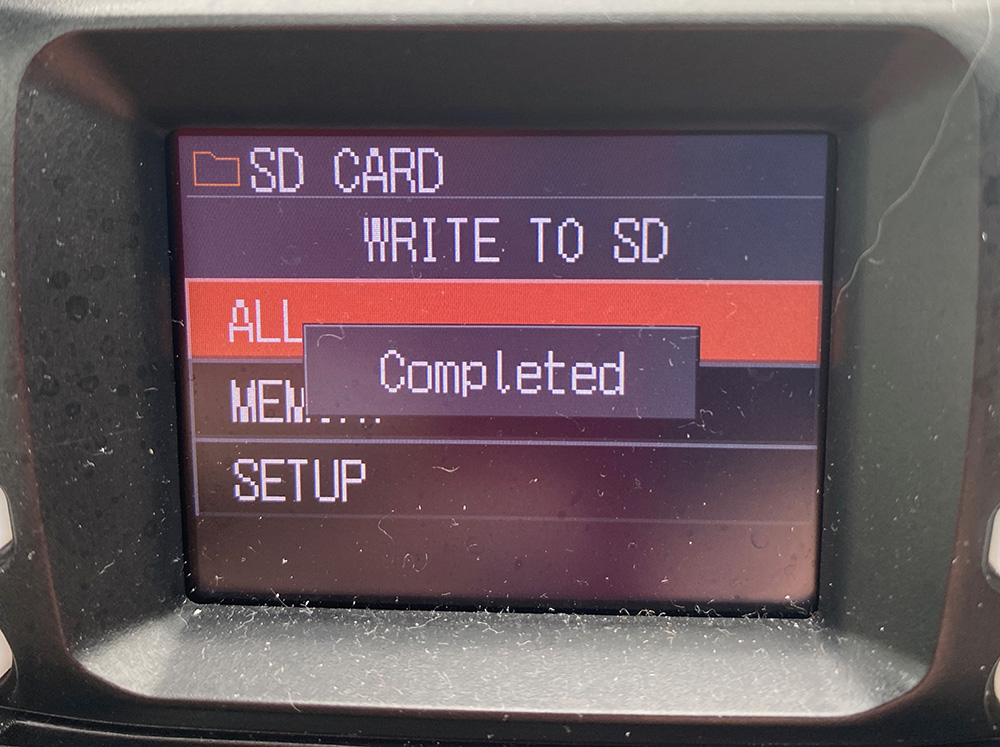 SD CARD
WRITE TO SD
ALL
Completed
SETUP